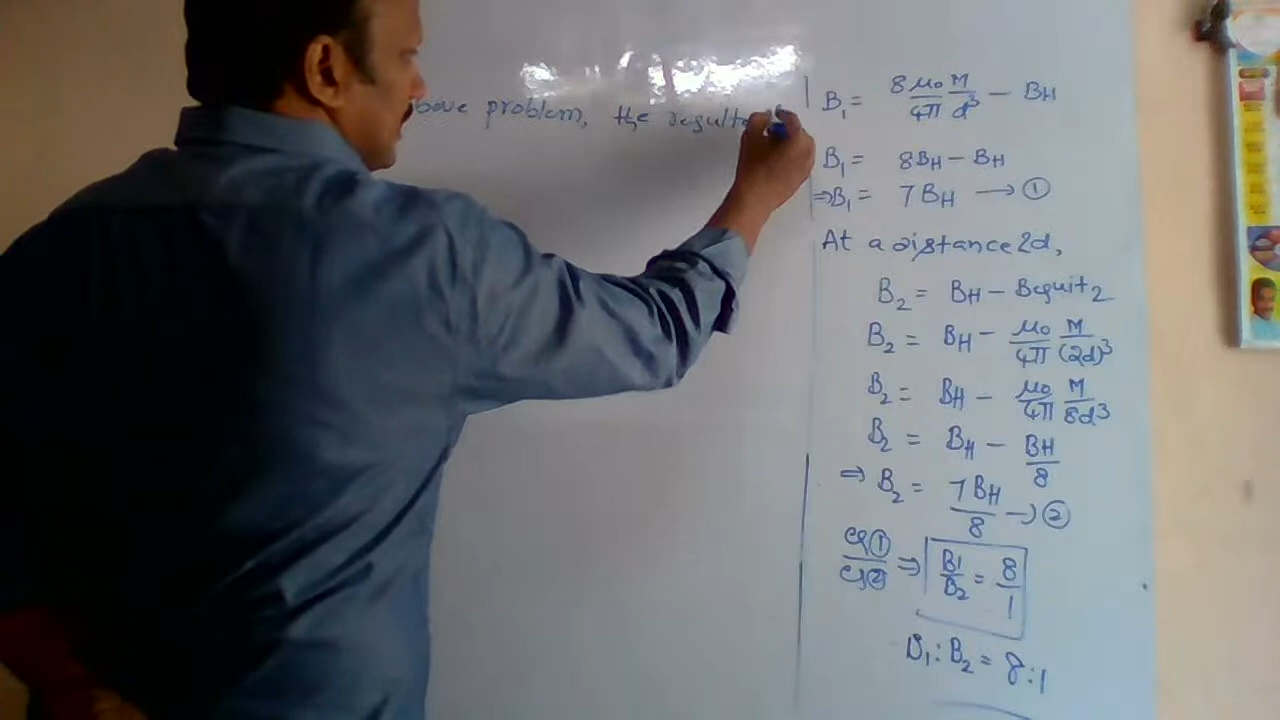 bove problem, the resulta
B₁ = 8 μ₀/4π M/d³ − BH
B₁ = 8BH − BH
⇒ B₁ = 7BH → ①
At a distance 2d,
B₂ = BH − Bequit2
B₂ = BH − μ₀/4π M/(2d)³
B₂ = BH − μ₀/4π M/8d³
B₂ = BH − BH/8
⇒ B₂ = 7BH/8 → ②
①/② ⇒ B1/B2 = 8/1
B₁ : B₂ = 8 : 1